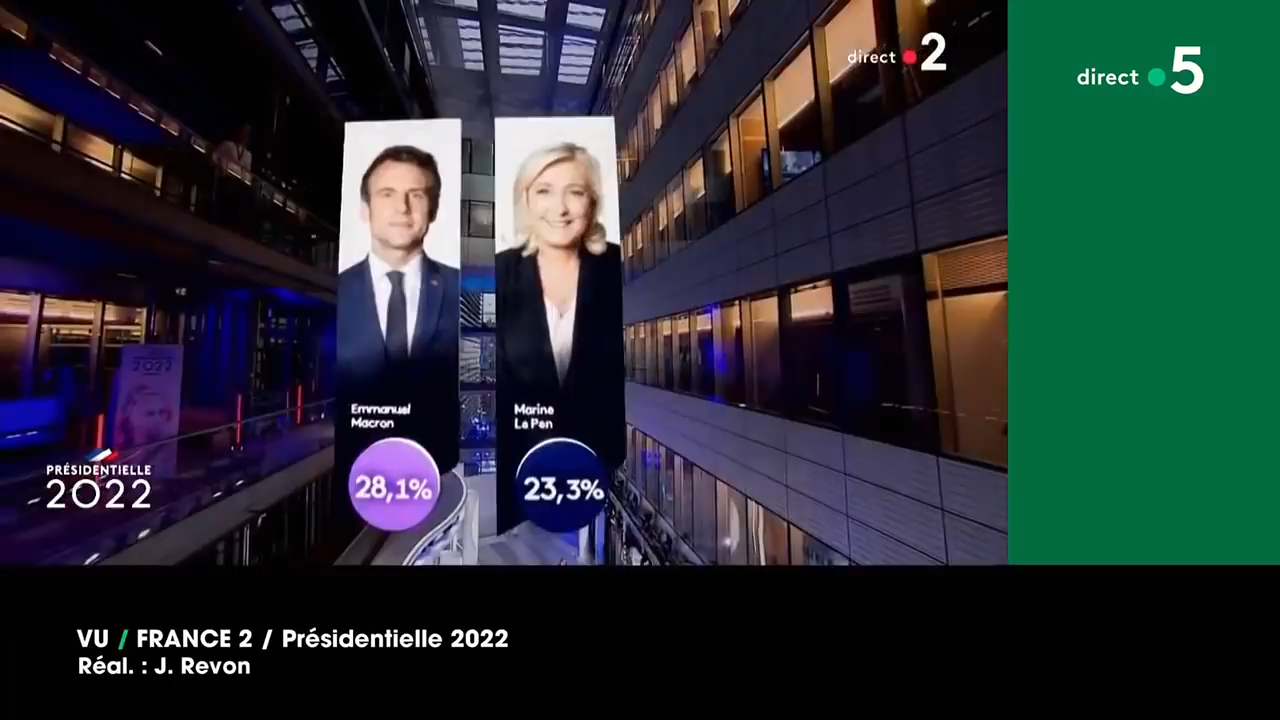 direct 2
direct 5
Emmanuel
Macron
Marine
Le Pen
28,1%
23,3%
2022
PRÉSIDENTIELLE
2022
VU / FRANCE 2 / Présidentielle 2022
Réal. : J. Revon